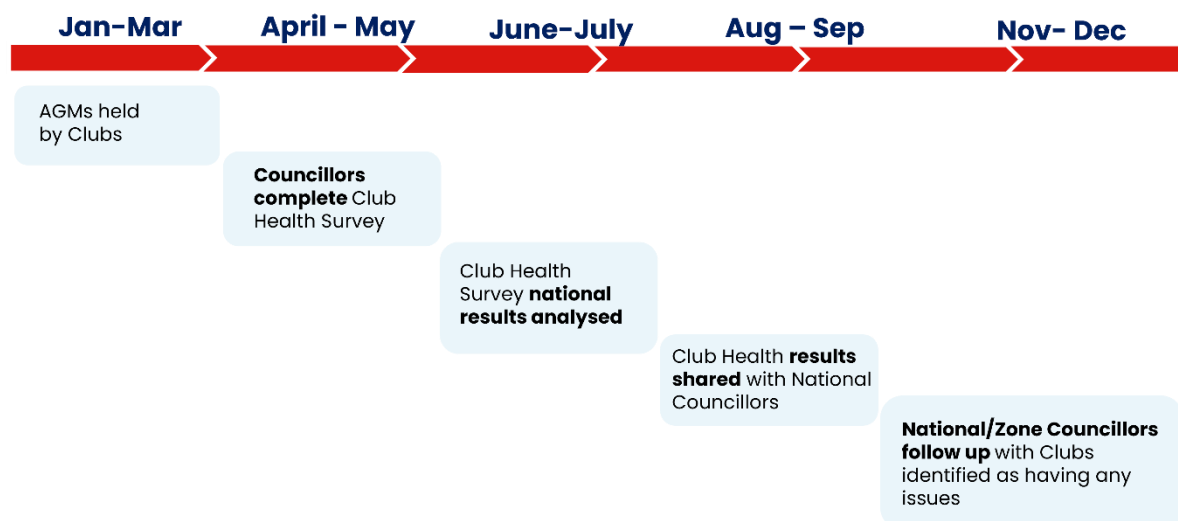 Jan-Mar
April - May
June-July
Aug – Sep
Nov- Dec
AGMs held
by Clubs
Councillors
complete Club
Health Survey
Club Health
Survey national
results analysed
Club Health results
shared with National
Councillors
National/Zone Councillors
follow up with Clubs
identified as having any
issues